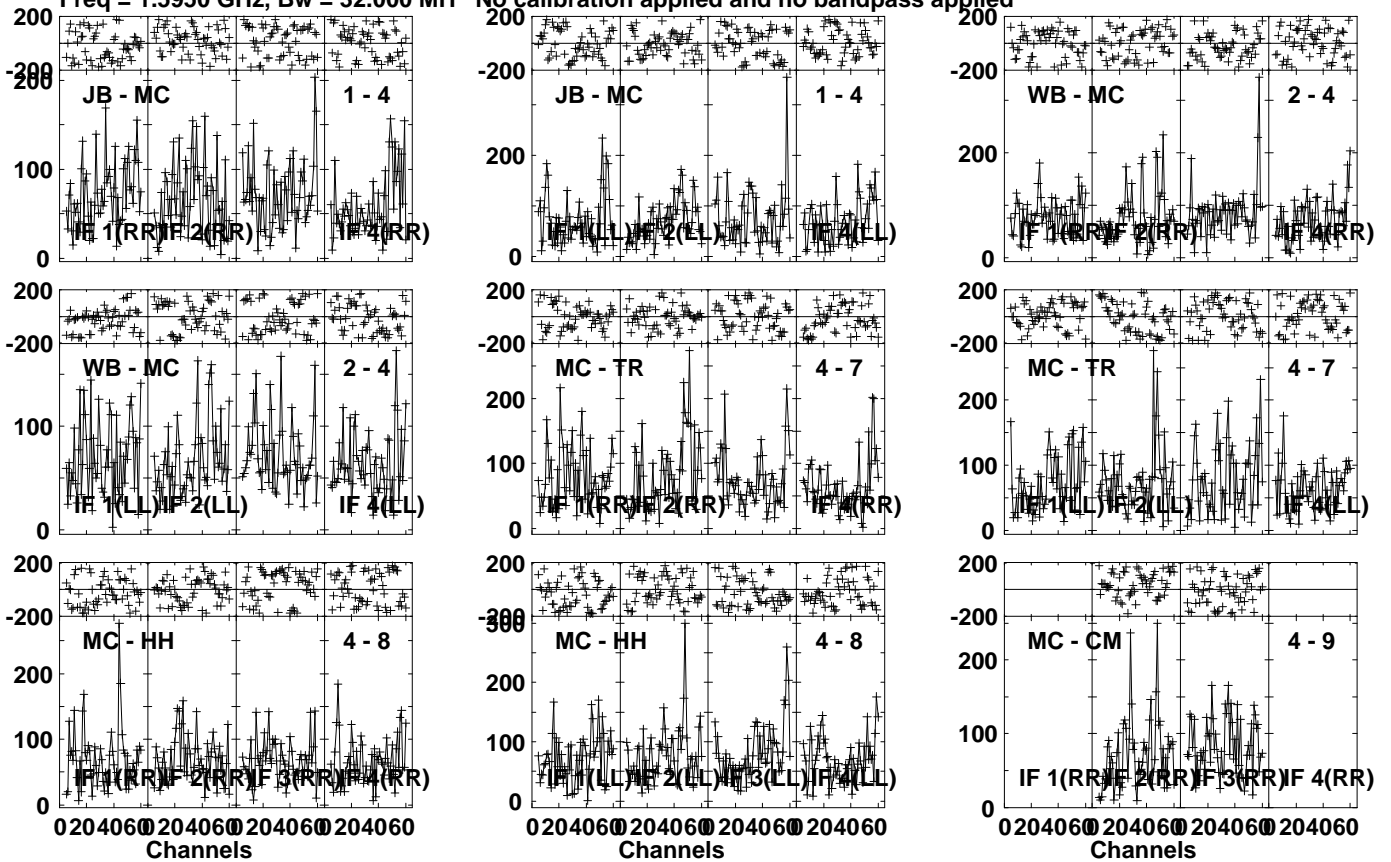 Freq = 1.5950 GHz, Bw = 32.000 MH No calibration applied and no bandpass applied
200 200 200
-200 -200 -200
200
JB - MC 1 - 4 JB - MC 1 - 4 WB - MC 2 - 4
100 200 200
IF 1(RR) IF 2(RR) IF 4(RR) IF 1(LL) IF 2(LL) IF 4(LL) IF 1(RR) IF 2(RR) IF 4(RR)
0 0 0
200 200 200
-200 -200 -200
WB - MC 2 - 4 MC - TR 4 - 7 MC - TR 4 - 7
200 200
100 100 100
IF 1(LL) IF 2(LL) IF 4(LL) IF 1(RR) IF 2(RR) IF 4(RR) IF 1(LL) IF 2(LL) IF 4(LL)
0 0 0
200 200 200
-200 -200 -200
300
MC - HH 4 - 8 MC - HH 4 - 8 MC - CM 4 - 9
200 200 200
100 100 100
IF 1(RR) IF 2(RR) IF 3(RR) IF 4(RR) IF 1(LL) IF 2(LL) IF 3(LL) IF 4(LL) IF 1(RR) IF 2(RR) IF 3(RR) IF 4(RR)
0 0 0
0 20 40 60 0 20 40 60 0 20 40 60 0 20 40 60 0 20 40 60 0 20 40 60 0 20 40 60 0 20 40 60 0 20 40 60 0 20 40 60 0 20 40 60 0 20 40 60
Channels Channels Channels